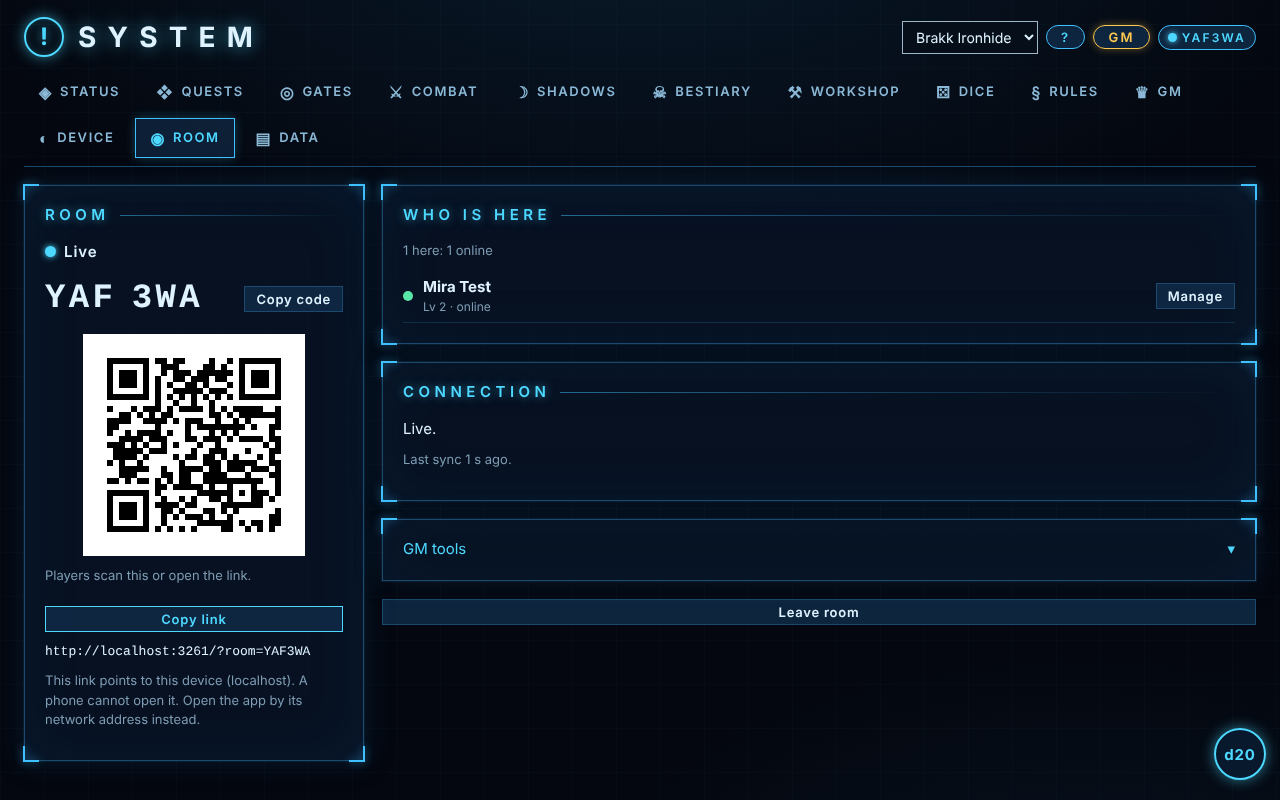 ! SYSTEM
Brakk Ironhide ? GM YAF3WA
STATUS QUESTS GATES COMBAT SHADOWS BESTIARY WORKSHOP DICE § RULES GM
DEVICE ROOM DATA
ROOM
Live
YAF 3WA Copy code
Players scan this or open the link.
Copy link
http://localhost:3261/?room=YAF3WA
This link points to this device (localhost). A
phone cannot open it. Open the app by its
network address instead.
WHO IS HERE
1 here: 1 online
Mira Test
Lv 2 · online
Manage
CONNECTION
Live.
Last sync 1 s ago.
GM tools
Leave room
d20